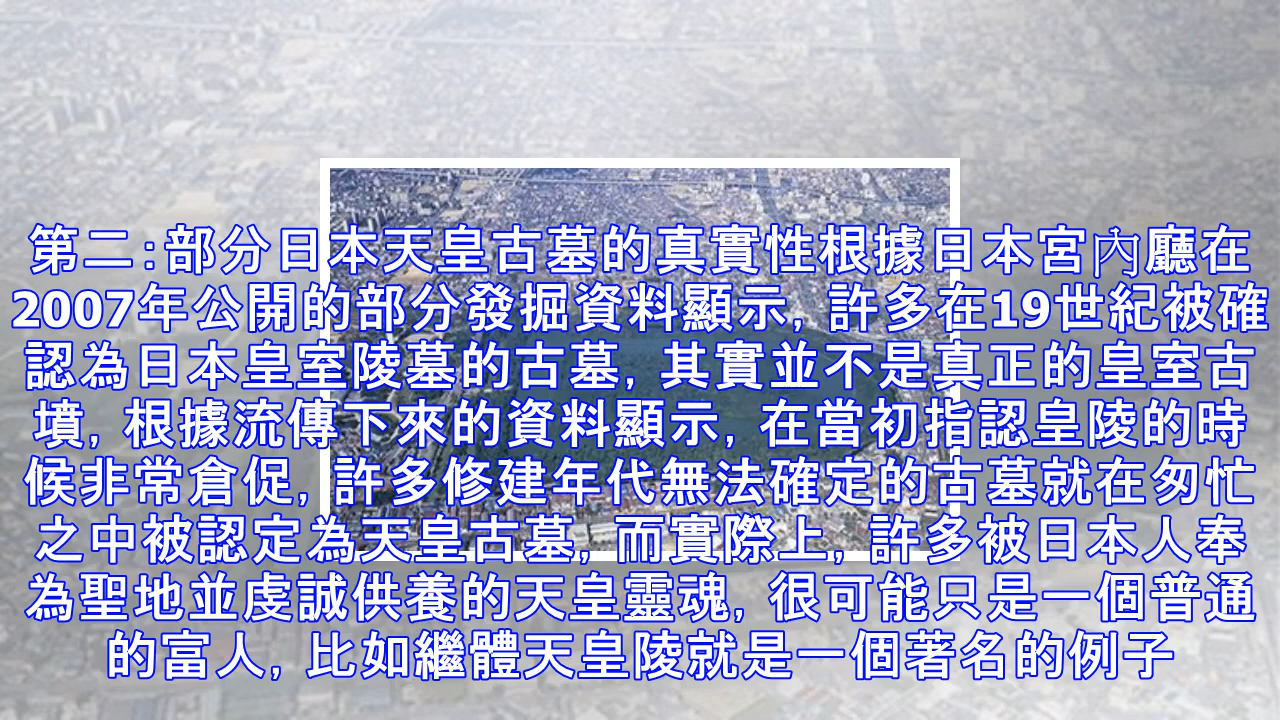 第二:部分日本天皇古墓的真實性根據日本宮內廳在
2007年公開的部分發掘資料顯示, 許多在19世紀被確
認為日本皇室陵墓的古墓, 其實並不是真正的皇室古
墳, 根據流傳下來的資料顯示, 在當初指認皇陵的時
候非常倉促, 許多修建年代無法確定的古墓就在匆忙
之中被認定為天皇古墓, 而實際上, 許多被日本人奉
為聖地並虔誠供養的天皇靈魂, 很可能只是一個普通
的富人, 比如繼體天皇陵就是一個著名的例子